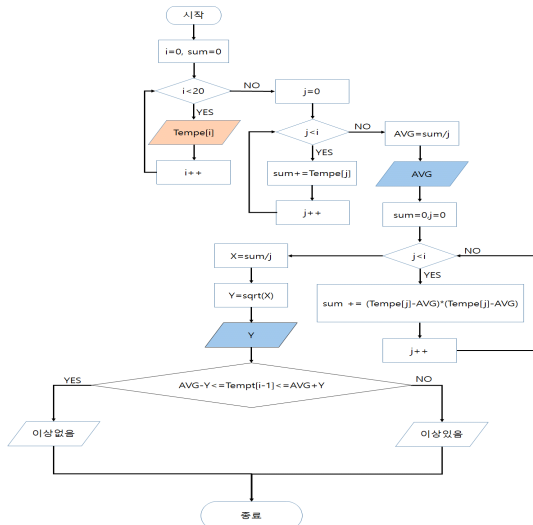 시작
i=0, sum=0
i<20
NO
YES
Tempe[i]
i++
j=0
j<i
NO
YES
sum+=Tempe[j]
j++
AVG=sum/j
AVG
sum=0,j=0
j<i
NO
YES
sum += (Tempe[j]-AVG)*(Tempe[j]-AVG)
j++
X=sum/j
Y=sqrt(X)
Y
AVG-Y<=Tempt[i-1]<=AVG+Y
YES
NO
이상없음
이상있음
종료